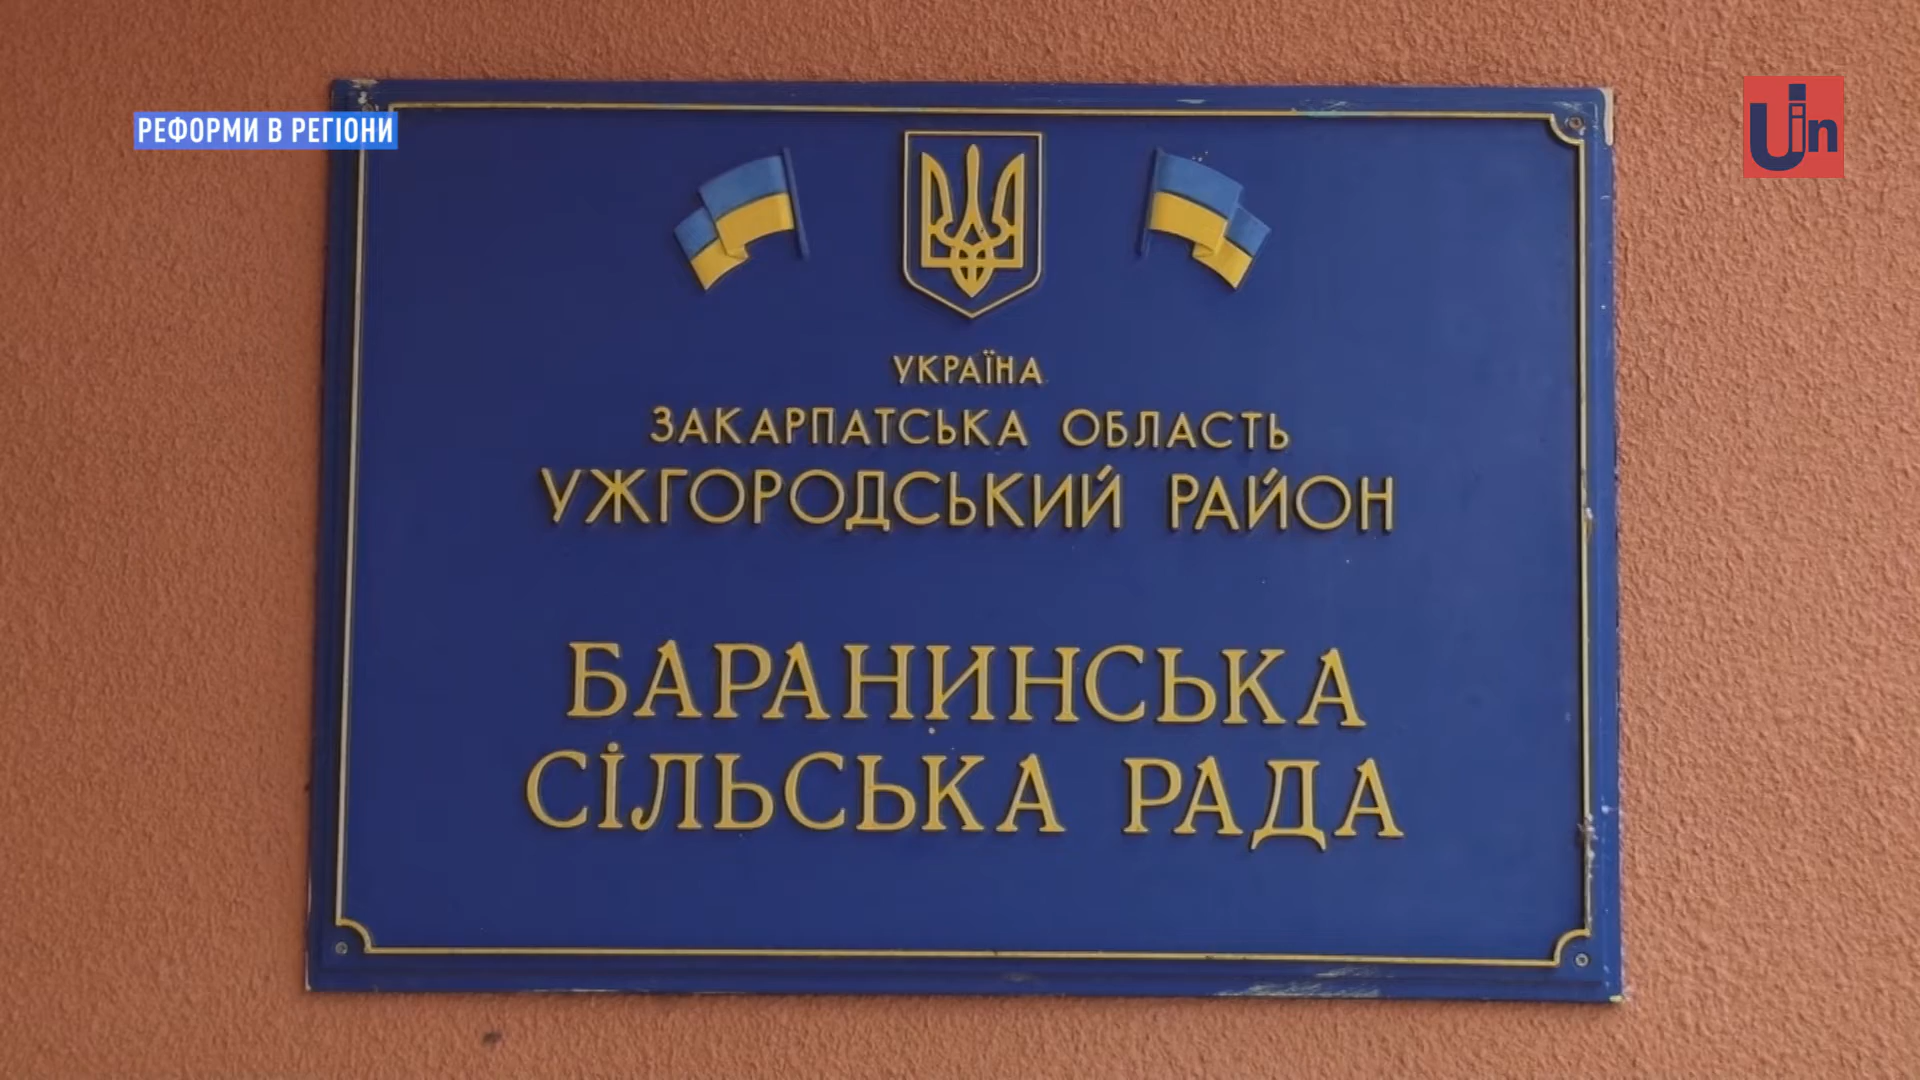 РЕФОРМИ В РЕГІОНИ
Uin
УКРАЇНА
ЗАКАРПАТСЬКА ОБЛАСТЬ
УЖГОРОДСЬКИЙ РАЙОН
БАРАНИНСЬКА
СІЛЬСЬКА РАДА